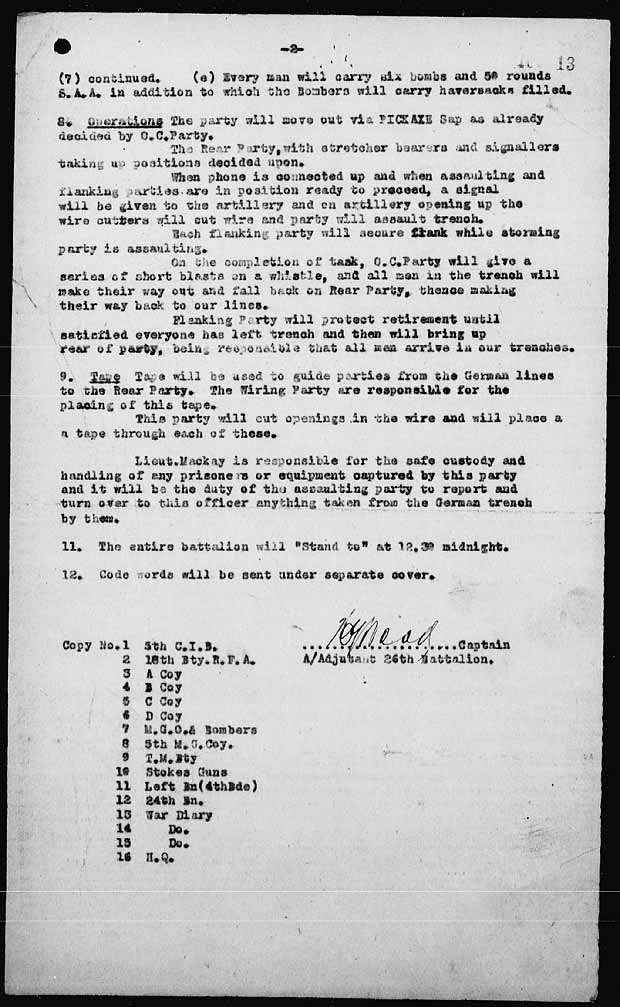 -2-
13
(7) continued. (e) Every man will carry six bombs and 50 rounds
S.A.A. in addition to which the Bombers will carry haversacks filled.
8. Operations The party will move out via PICKAXE Sap as already
decided by O.C.Party.
The Rear Party,with stretcher bearers and signallers
taking up positions decided upon.
When phone is connected up and when assaulting and
flanking parties are in position ready to proceed, a signal
will be given to the artillery and on artillery opening up the
wire cutters will cut wire and party will assault trench.
Each flanking party will secure flank while storming
party is assaulting.
On the completion of task, O.C.Party will give a
series of short blasts on a whistle, and all men in the trench will
make their way out and fall back on Rear Party, thence making
their way back to our lines.
Flanking Party will protect retirement until
satisfied everyone has left trench and then will bring up
rear of party, being responsible that all men arrive in our trenches.
9. Tape Tape will be used to guide parties from the German lines
to the Rear Party. The Wiring Party are responsible for the
placing of this tape.
This party will cut openings in the wire and will place a
a tape through each of these.
Lieut.Mackay is responsible for the safe custody and
handling of any prisoners or equipment captured by this party
and it will be the duty of the assaulting party to report and
turn over to this officer anything taken from the German trench
by them.
11. The entire battalion will "Stand to" at 12.30 midnight.
12. Code words will be sent under separate cover.
Copy No.1 5th C.I.B. ....................Captain
2 18th Bty.R.F.A. A/Adjutant 26th Battalion.
3 A Coy
4 B Coy
5 C Coy
6 D Coy
7 M.G.O.& Bombers
8 5th M.G.Coy.
9 T.M.Bty
10 Stokes Guns
11 Left Bn(4thBde)
12 24th Bn.
13 War Diary
14 Do.
15 Do.
16 H.Q.